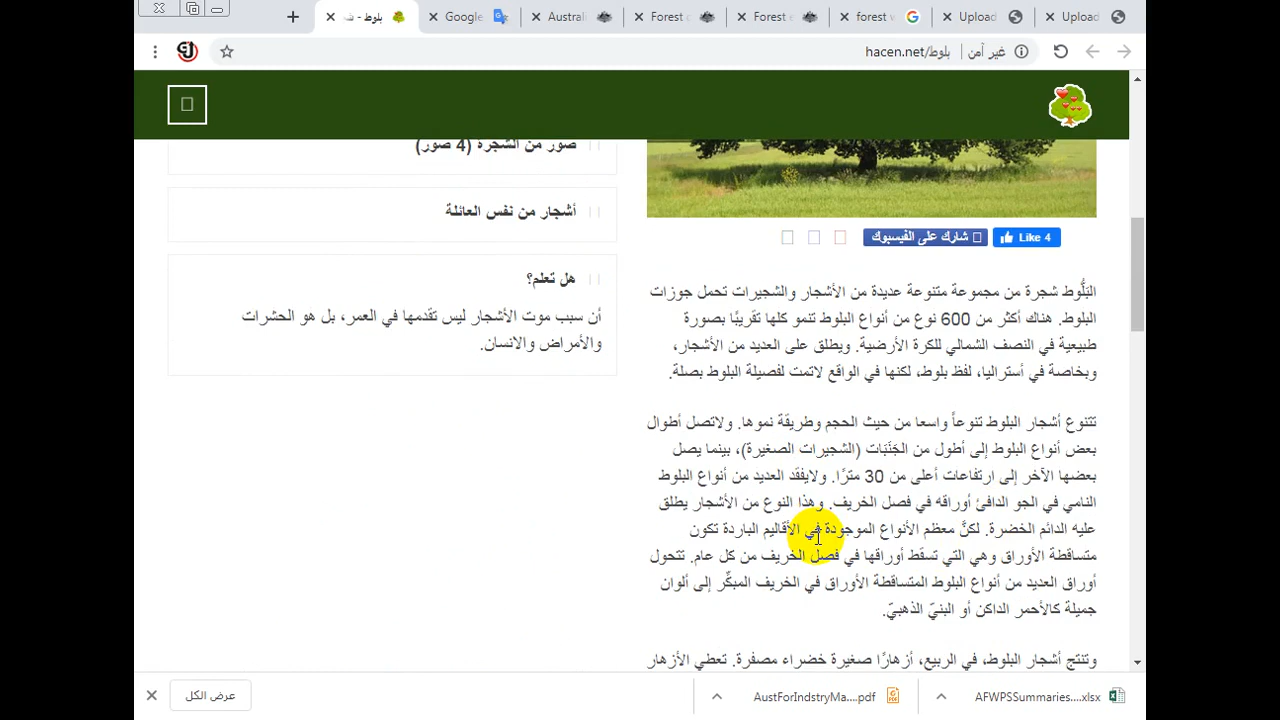 بلوط - ش
Google
Australi
Forest
Forest
forest w
Upload
Upload
hacen.net/بلوط
غير آمن
صور من الشجرة (4 صور)
أشجار من نفس العائلة
هل تعلم؟
أن سبب موت الأشجار ليس تقدمها في العمر، بل هو الحشرات
والأمراض والانسان.
Like 4
شارك على الفيسبوك
البَلُّوط شجرة من مجموعة متنوعة عديدة من الأشجار والشجيرات تحمل جوزات
البلوط. هناك أكثر من 600 نوع من أنواع البلوط تنمو كلها تقريبًا بصورة
طبيعية في النصف الشمالي للكرة الأرضية. ويطلق على العديد من الأشجار،
وبخاصة في أستراليا، لفظ بلوط، لكنها في الواقع لاتمت لفصيلة البلوط بصلة.
تتنوع أشجار البلوط تنوعاً واسعا من حيث الحجم وطريقة نموها. ولاتصل أطوال
بعض أنواع البلوط إلى أطول من الجَنَبَات (الشجيرات الصغيرة)، بينما يصل
بعضها الآخر إلى ارتفاعات أعلى من 30 مترًا. ولايفقد العديد من أنواع البلوط
النامي في الجو الدافئ أوراقه في فصل الخريف. وهذا النوع من الأشجار يطلق
عليه الدائم الخضرة. لكنَّ معظم الأنواع الموجودة في الأقاليم الباردة تكون
متساقطة الأوراق وهي التي تسقط أوراقها في فصل الخريف من كل عام. تتحول
أوراق العديد من أنواع البلوط المتساقطة الأوراق في الخريف المبكِّر إلى ألوان
جميلة كالأحمر الداكن أو البنيّ الذهبيّ.
وتنتج أشجار البلوط، في الربيع، أزهارًا صغيرة خضراء مصفرة. تعطي الأزهار
AFWPSSummaries....xlsx
AustForIndstryMa....pdf
عرض الكل